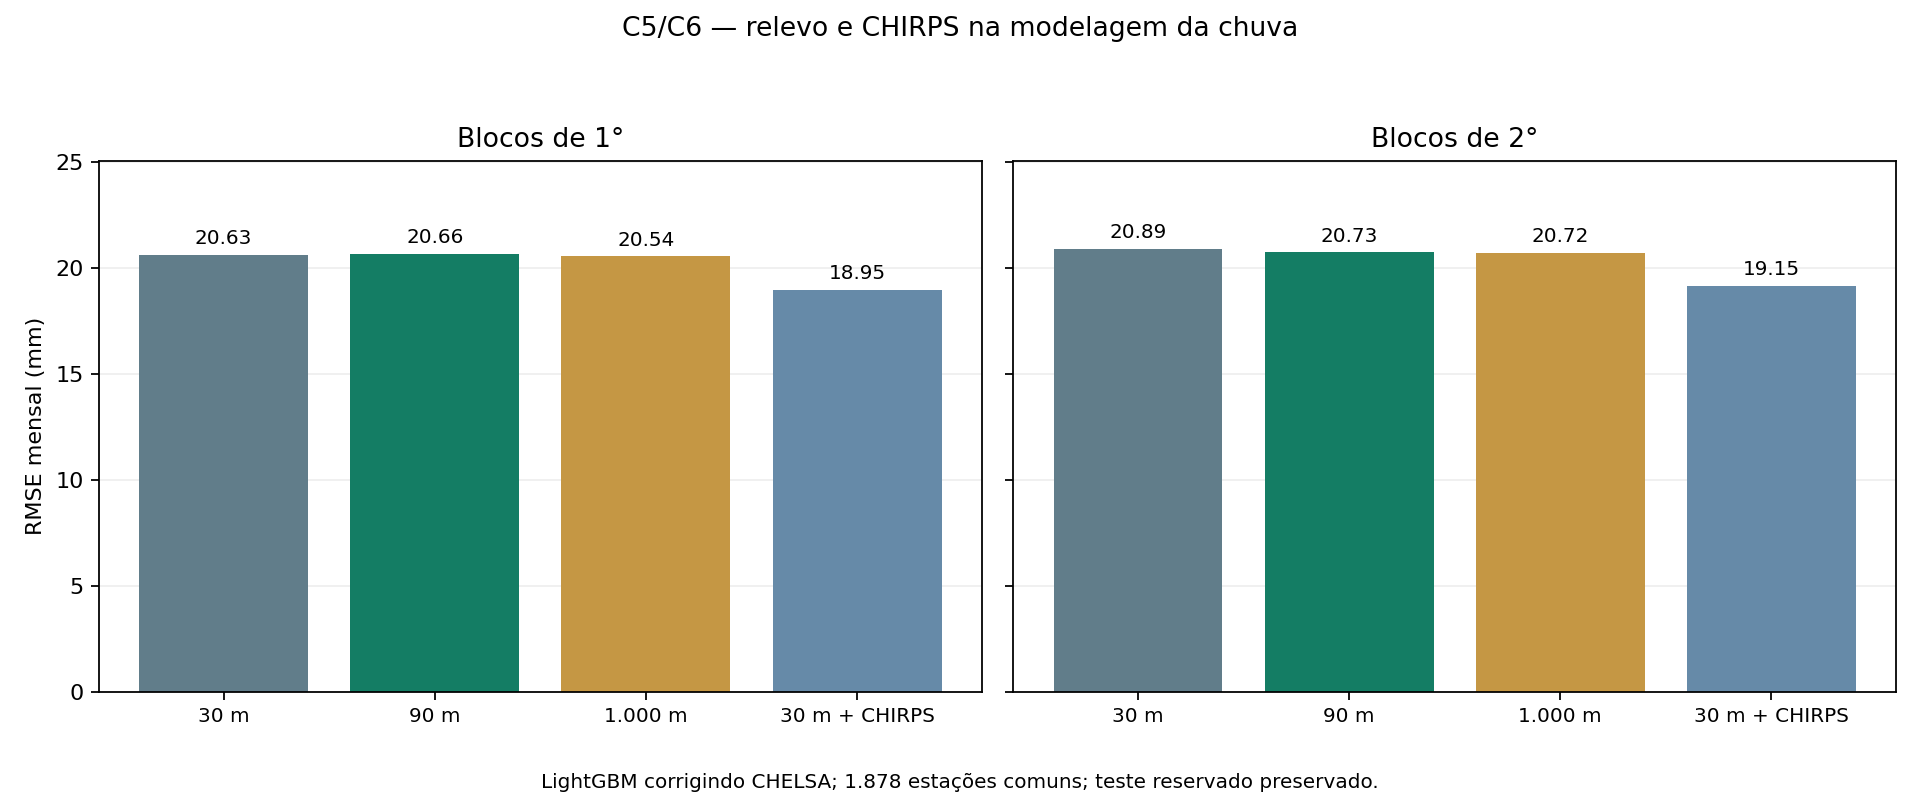 C5/C6 — relevo e CHIRPS na modelagem da chuva
Blocos de 1°
RMSE mensal (mm)
25
20
15
10
5
0
20.63
20.66
20.54
18.95
30 m
90 m
1.000 m
30 m + CHIRPS
Blocos de 2°
20.89
20.73
20.72
19.15
30 m
90 m
1.000 m
30 m + CHIRPS
LightGBM corrigindo CHELSA; 1.878 estações comuns; teste reservado preservado.